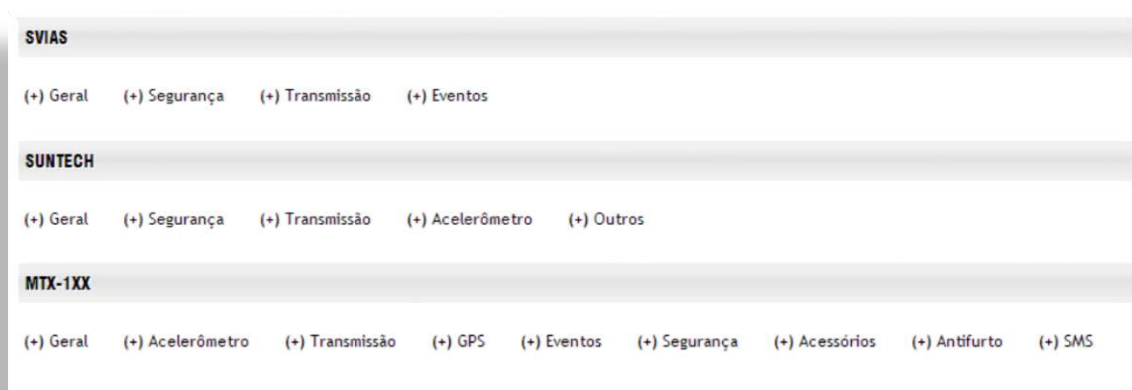 SVIAS
(+) Geral (+) Segurança (+) Transmissão (+) Eventos
SUNTECH
(+) Geral (+) Segurança (+) Transmissão (+) Acelerômetro (+) Outros
MTX-1XX
(+) Geral (+) Acelerômetro (+) Transmissão (+) GPS (+) Eventos (+) Segurança (+) Acessórios (+) Antifurto (+) SMS